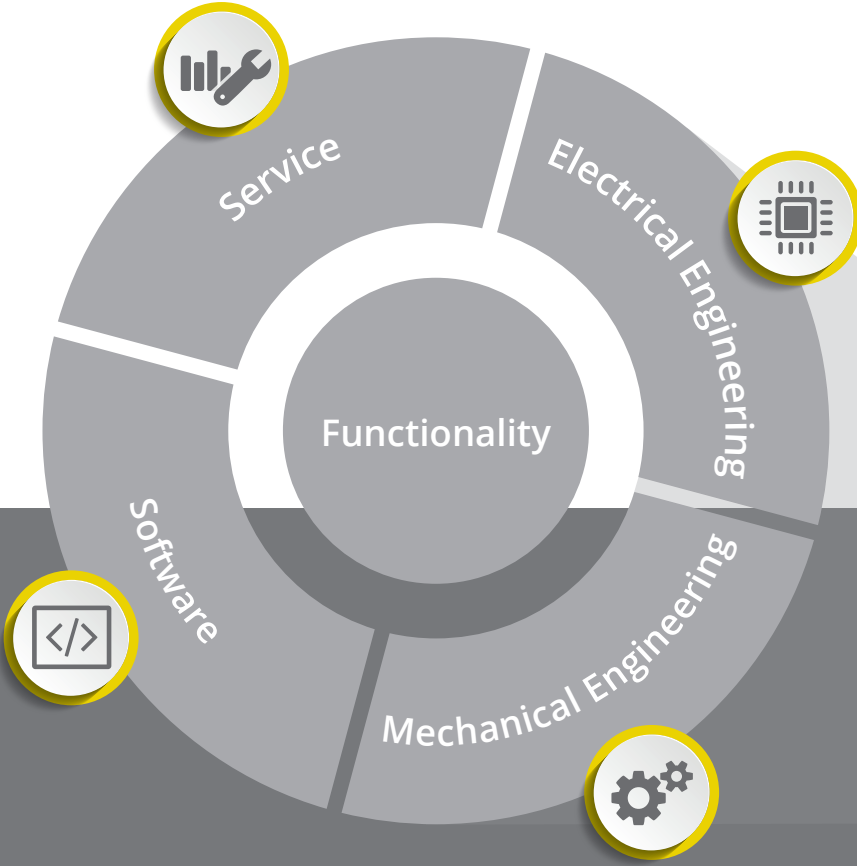 Service
Electrical Engineering
Functionality
Software
Mechanical Engineering
</>